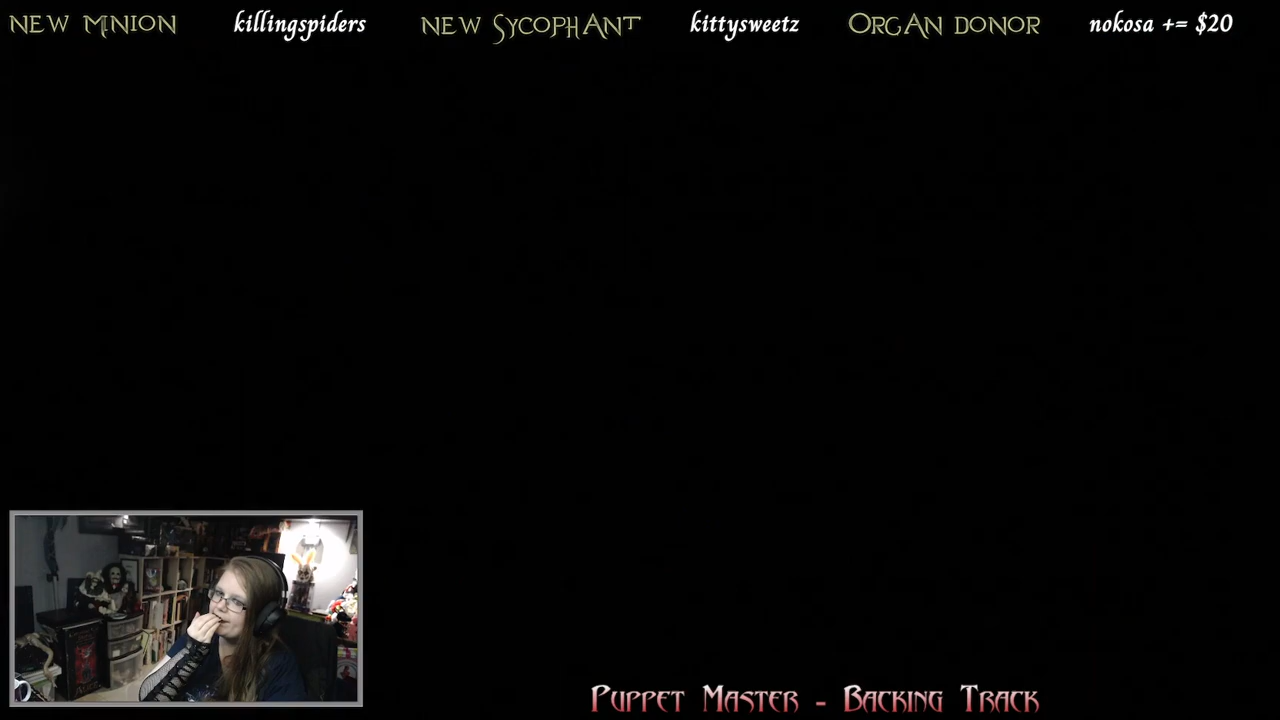 NEW MINION killingspiders NEW SYCOPHANT kittysweetz ORGAN DONOR nokosa += $20
PUPPET MASTER - BACKING TRACK